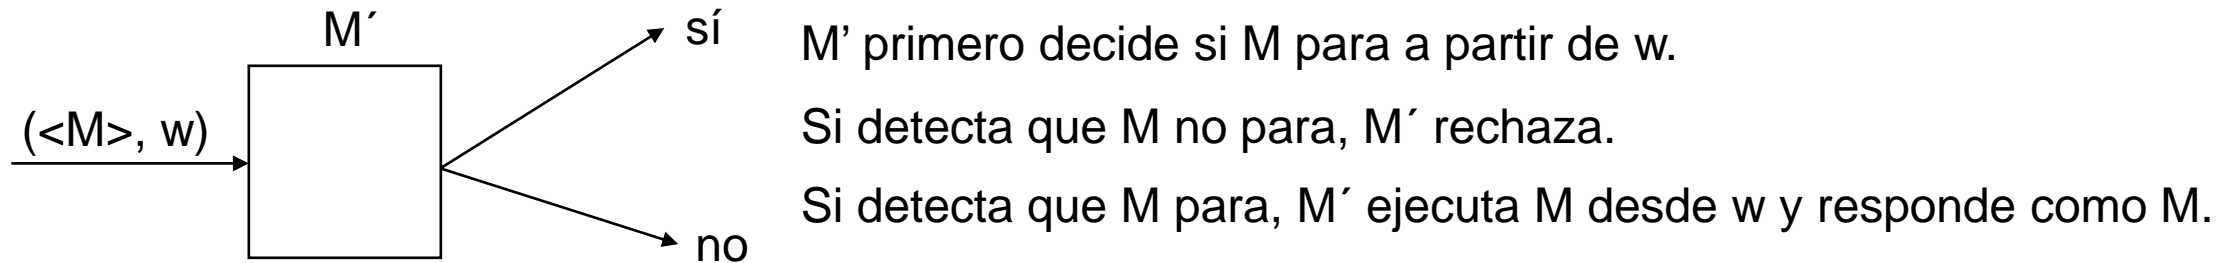 M´
sí
(<M>, w)
no
M’ primero decide si M para a partir de w.
Si detecta que M no para, M´ rechaza.
Si detecta que M para, M´ ejecuta M desde w y responde como M.